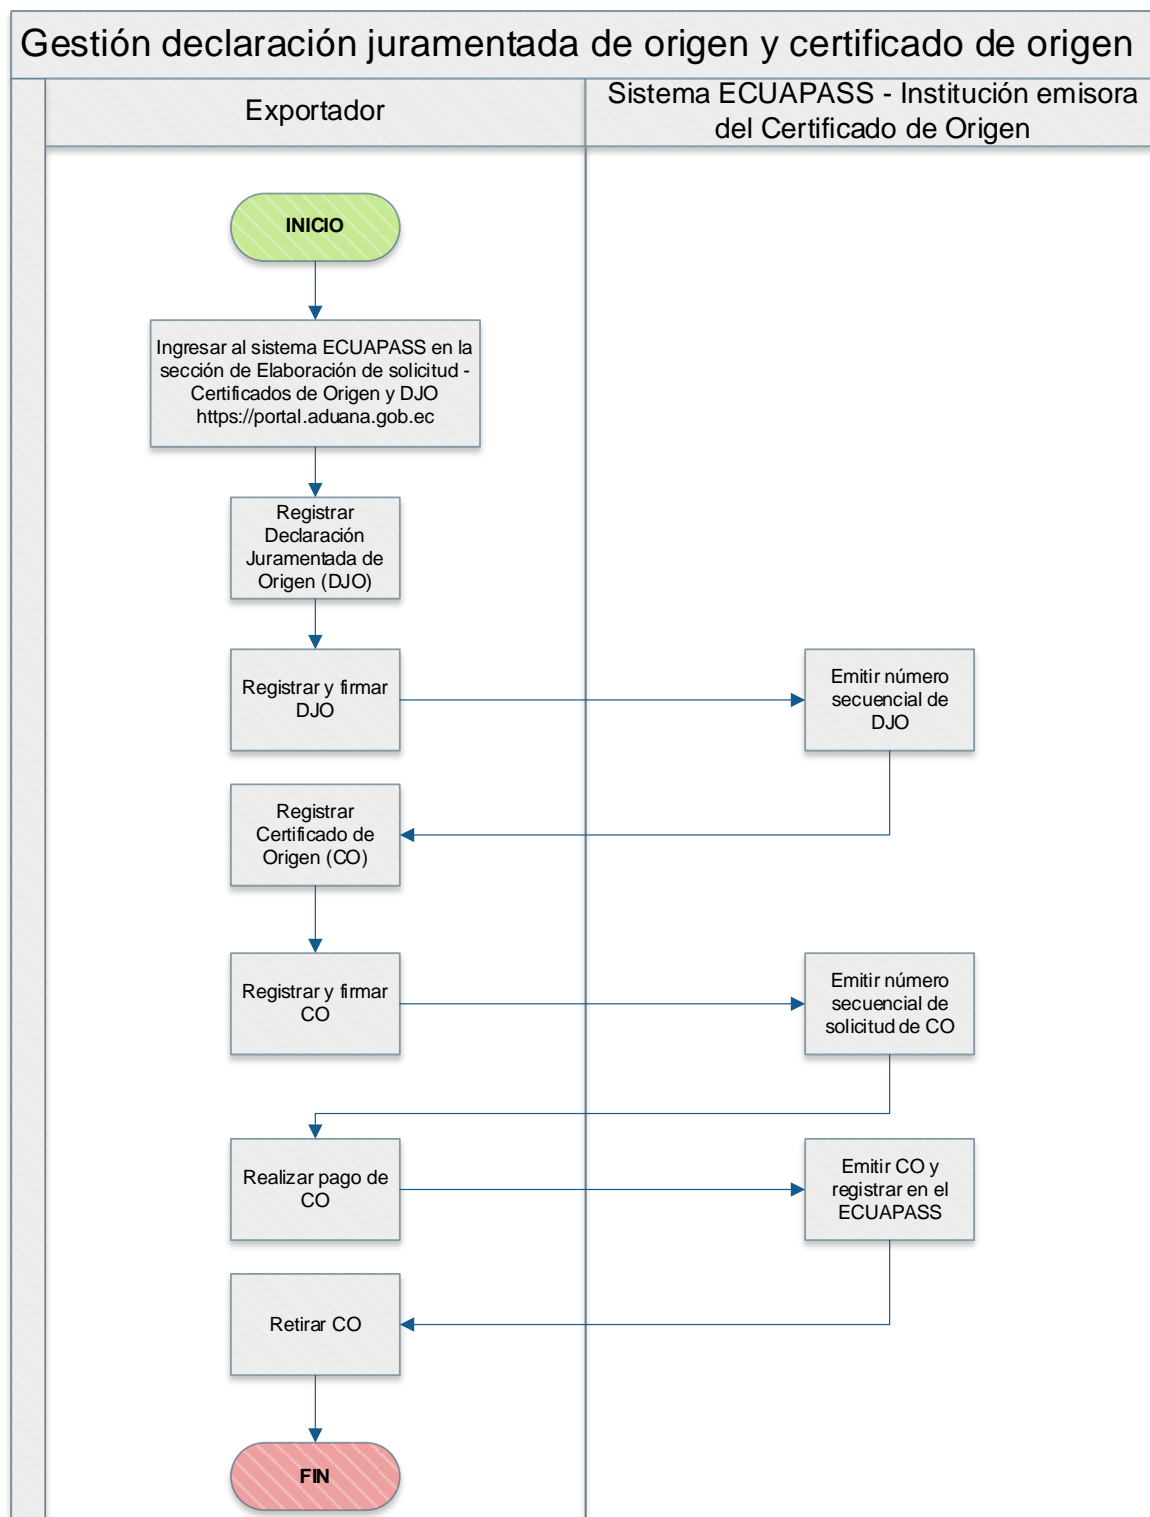 Gestión declaración juramentada de origen y certificado de origen
Exportador
Sistema ECUAPASS - Institución emisora
del Certificado de Origen
INICIO
Ingresar al sistema ECUAPASS en la
sección de Elaboración de solicitud -
Certificados de Origen y DJO
https://portal.aduana.gob.ec
Registrar
Declaración
Juramentada de
Origen (DJO)
Registrar y firmar
DJO
Emitir número
secuencial de
DJO
Registrar
Certificado de
Origen (CO)
Registrar y firmar
CO
Emitir número
secuencial de
solicitud de CO
Realizar pago de
CO
Emitir CO y
registrar en el
ECUAPASS
Retirar CO
FIN